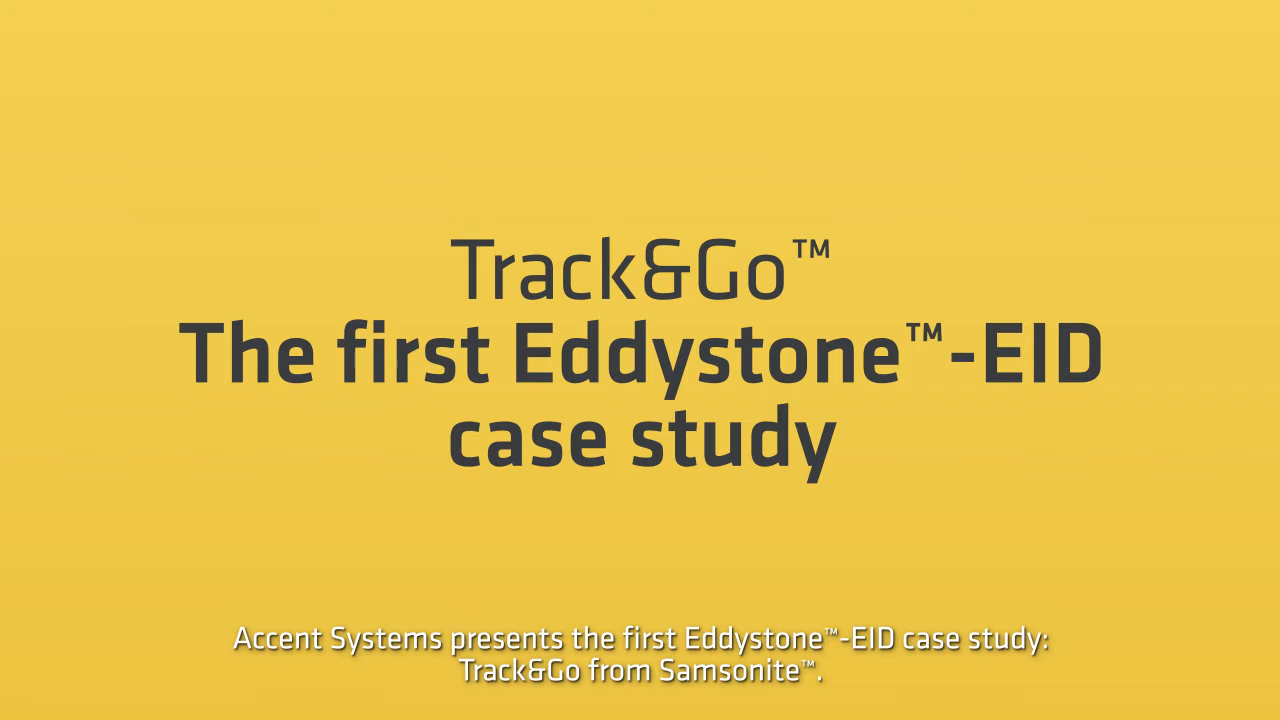 Track&Go™
The first Eddystone™-EID
case study
Accent Systems presents the first Eddystone™-EID case study:
Track&Go from Samsonite™.